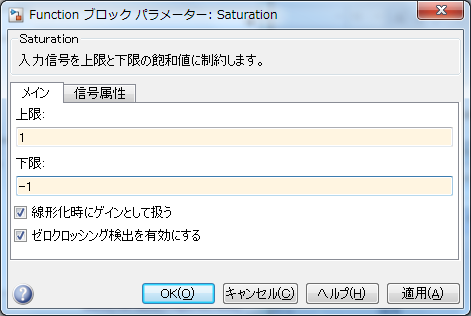 Function ブロック パラメーター: Saturation
Saturation
入力信号を上限と下限の飽和値に制約します。
メイン 信号属性
上限:
1
下限:
-1
線形化時にゲインとして扱う
ゼロクロッシング検出を有効にする
OK(O) キャンセル(C) ヘルプ(H) 適用(A)